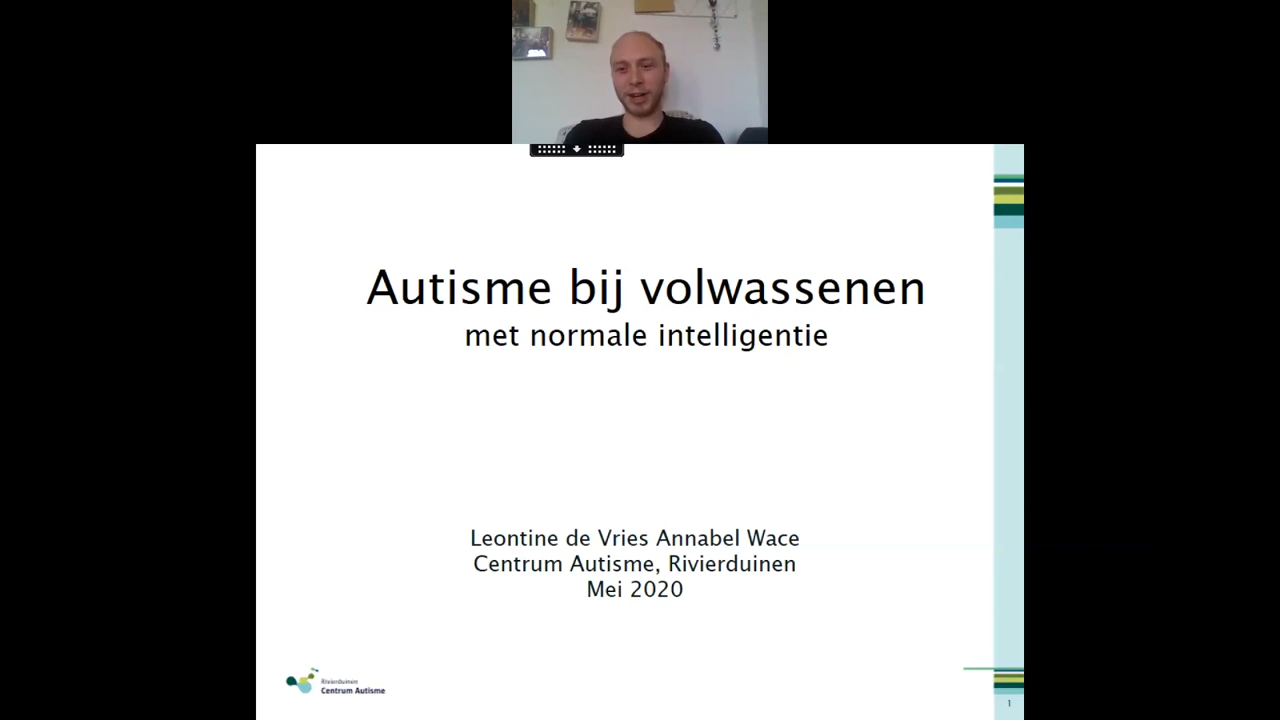 Autisme bij volwassenen
met normale intelligentie
Leontine de Vries Annabel Wace
Centrum Autisme, Rivierduinen
Mei 2020
Rivierduinen
Centrum Autisme
1